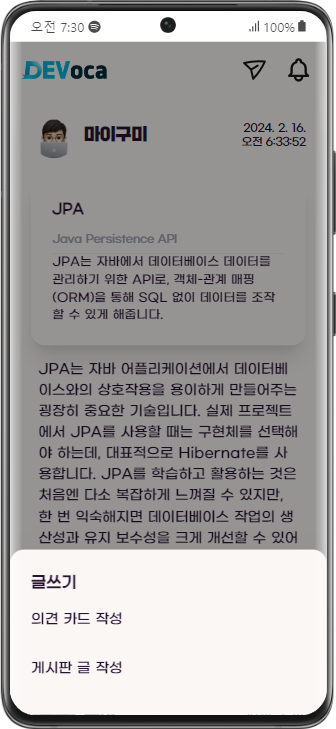 오전 7:30
100%
DEVoca
마이구미
2024. 2. 16.
오전 6:33:52
JPA
Java Persistence API
JPA는 자바에서 데이터베이스 데이터를
관리하기 위한 API로, 객체-관계 매핑
(ORM)을 통해 SQL 없이 데이터를 조작
할 수 있게 해줍니다.
JPA는 자바 어플리케이션에서 데이터베
이스와의 상호작용을 용이하게 만들어주는
굉장히 중요한 기술입니다. 실제 프로젝트
에서 JPA를 사용할 때는 구현체를 선택해
야 하는데, 대표적으로 Hibernate를 사
용합니다. JPA를 학습하고 활용하는 것은
처음엔 다소 복잡하게 느껴질 수 있지만,
한 번 익숙해지면 데이터베이스 작업의 생
산성과 유지 보수성을 크게 개선할 수 있어
글쓰기
의견 카드 작성
게시판 글 작성